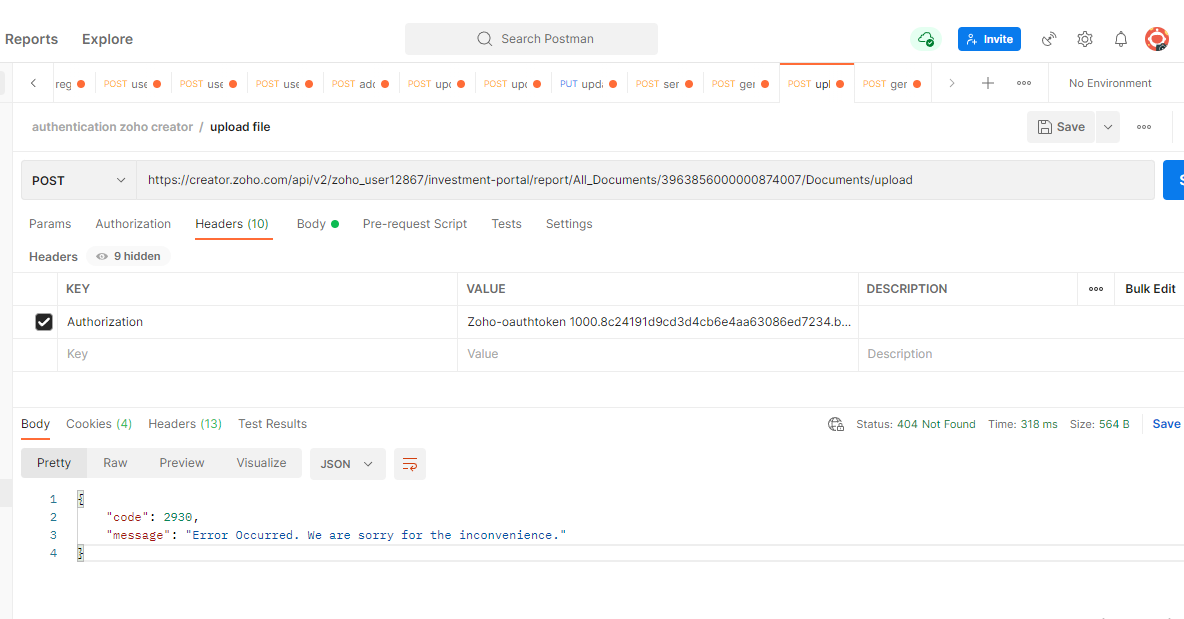 Reports Explore Search Postman Invite
reg POST use POST use POST use POST adc POST upc POST upc PUT upda POST ser POST ger POST upl POST ger No Environment
authentication zoho creator / upload file Save
POST https://creator.zoho.com/api/v2/zoho_user12867/investment-portal/report/All_Documents/3963856000000874007/Documents/upload S
Params Authorization Headers (10) Body Pre-request Script Tests Settings
Headers 9 hidden
KEY VALUE DESCRIPTION Bulk Edit
Authorization Zoho-oauthtoken 1000.8c24191d9cd3d4cb6e4aa63086ed7234.b...
Key Value Description
Body Cookies (4) Headers (13) Test Results Status: 404 Not Found Time: 318 ms Size: 564 B Save
Pretty Raw Preview Visualize JSON
1 {
2 "code": 2930,
3 "message": "Error Occurred. We are sorry for the inconvenience."
4 }